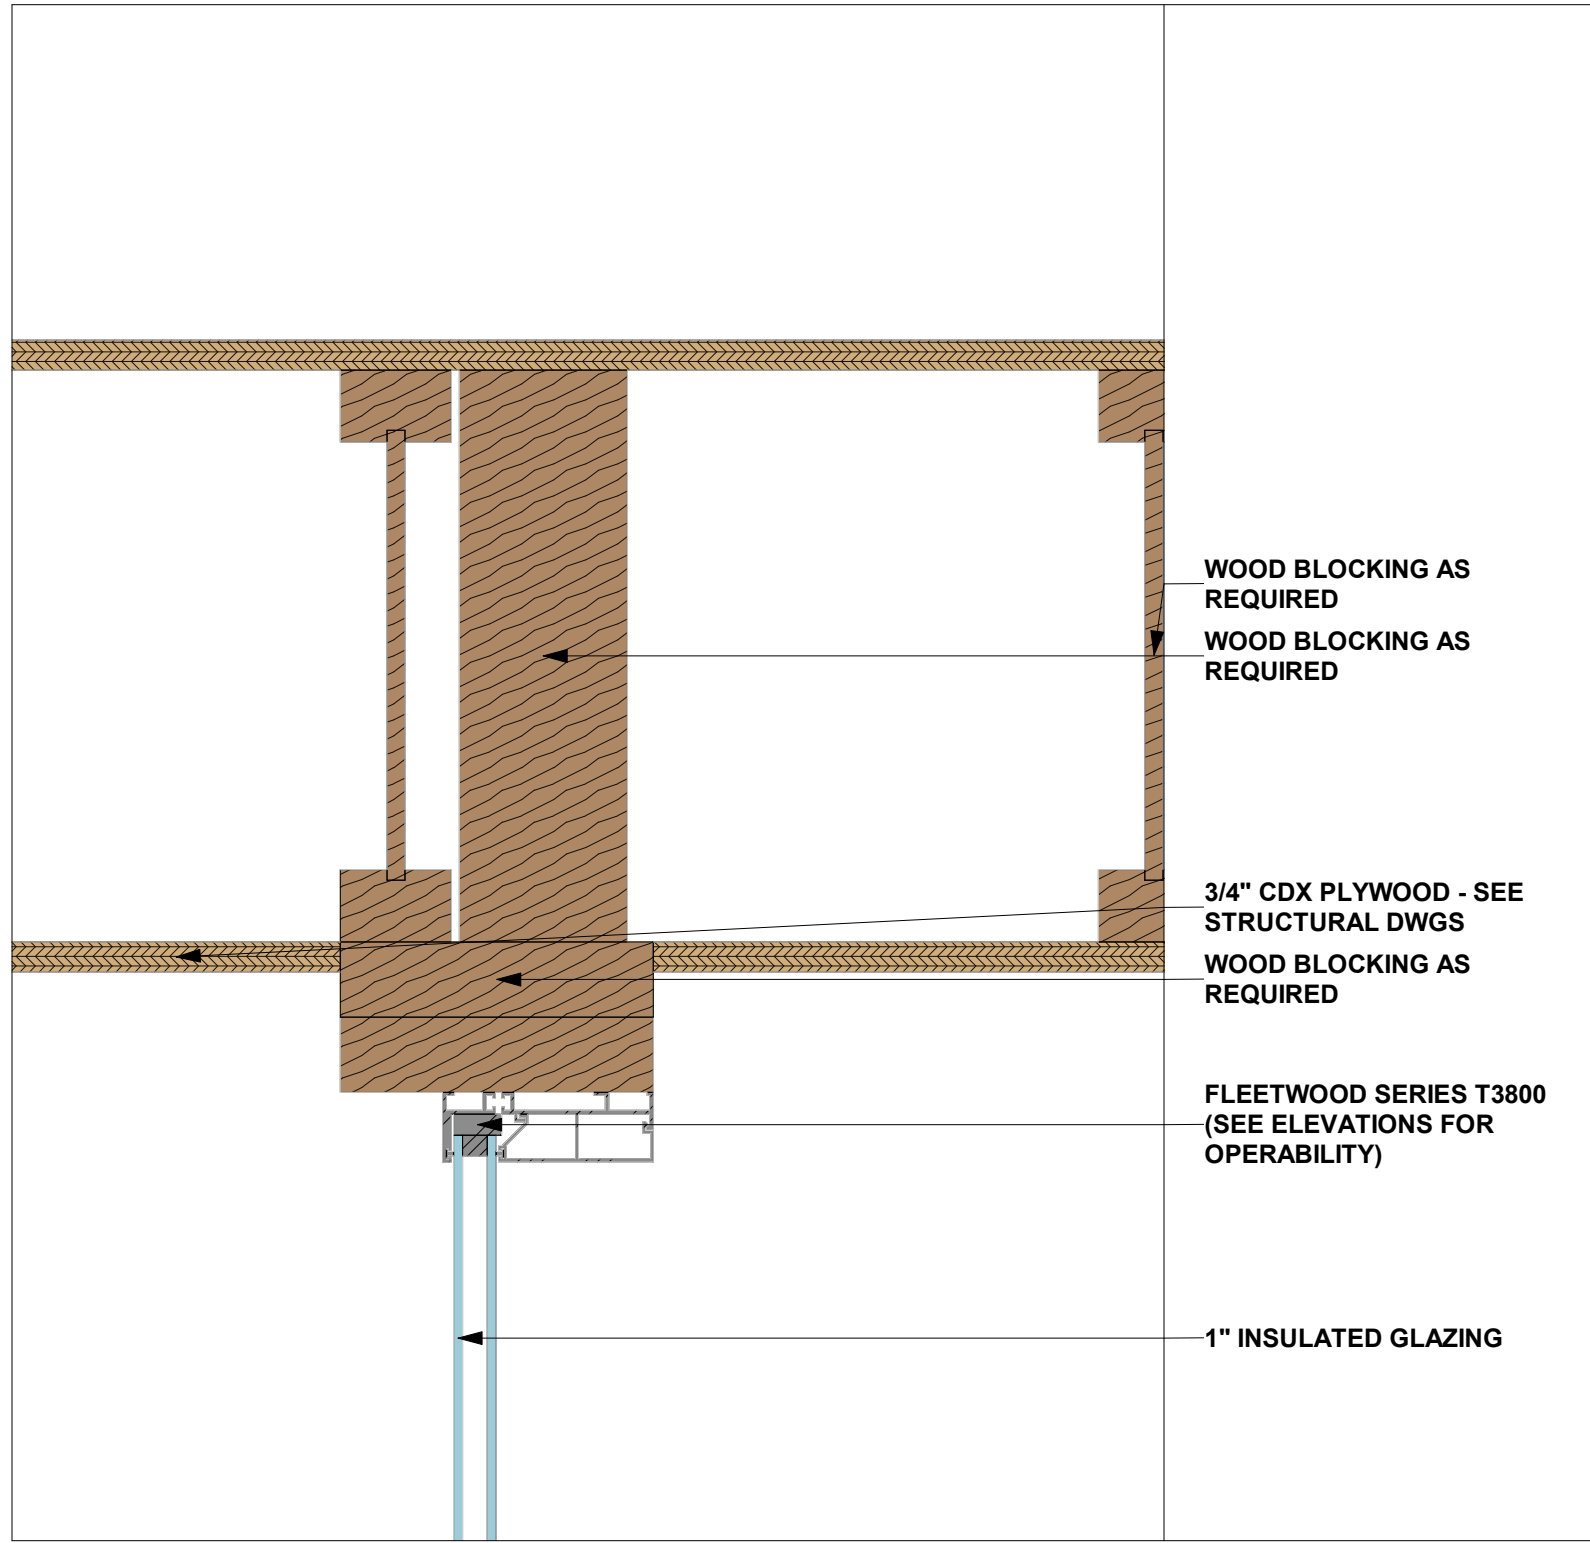 WOOD BLOCKING AS
REQUIRED
WOOD BLOCKING AS
REQUIRED
3/4" CDX PLYWOOD - SEE
STRUCTURAL DWGS
WOOD BLOCKING AS
REQUIRED
FLEETWOOD SERIES T3800
(SEE ELEVATIONS FOR
OPERABILITY)
1" INSULATED GLAZING